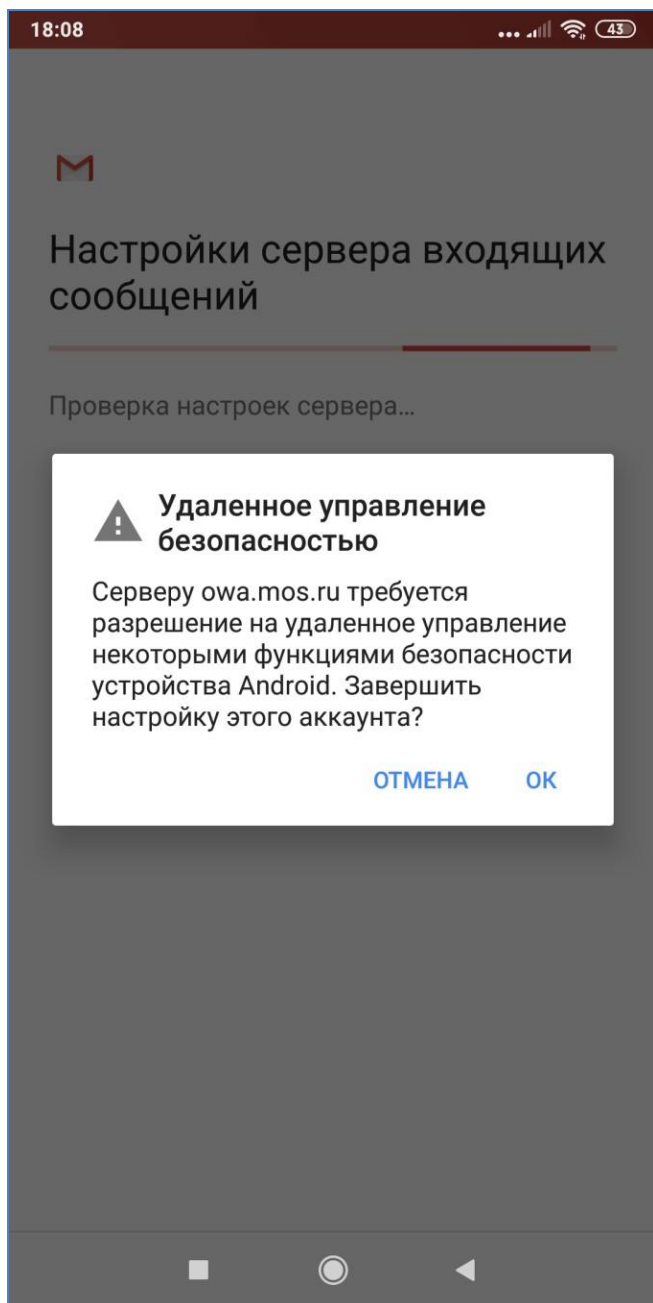 18:08
43
Настройки сервера входящих
сообщений
Проверка настроек сервера...
Удаленное управление
безопасностью
Серверу owa.mos.ru требуется
разрешение на удаленное управление
некоторыми функциями безопасности
устройства Android. Завершить
настройку этого аккаунта?
ОТМЕНА ОК